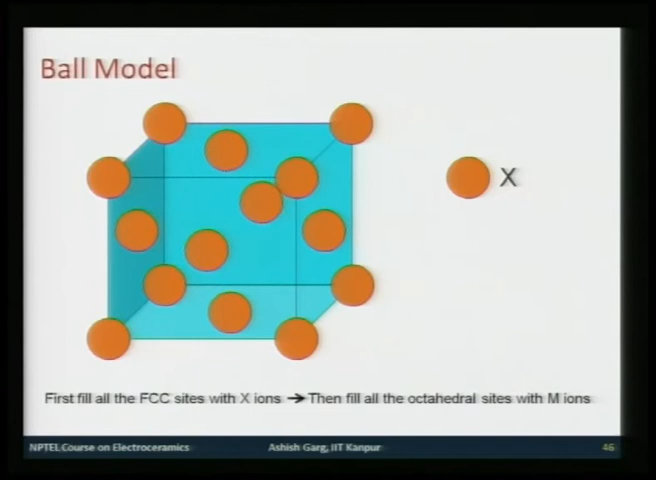 Ball Model
X
First fill all the FCC sites with X ions → Then fill all the octahedral sites with M ions
NPTEL Course on Electroceramics Ashish Garg, IIT Kanpur 46